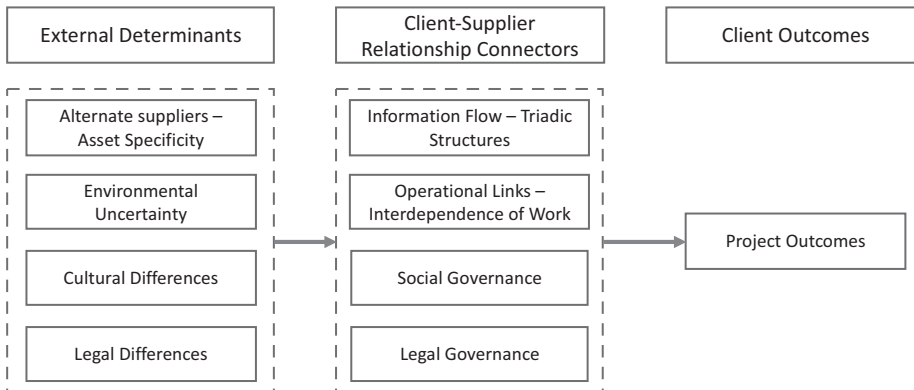 External Determinants
Client-Supplier
Relationship Connectors
Client Outcomes
Alternate suppliers –
Asset Specificity
Environmental
Uncertainty
Cultural Differences
Legal Differences
Information Flow – Triadic
Structures
Operational Links –
Interdependence of Work
Social Governance
Legal Governance
Project Outcomes